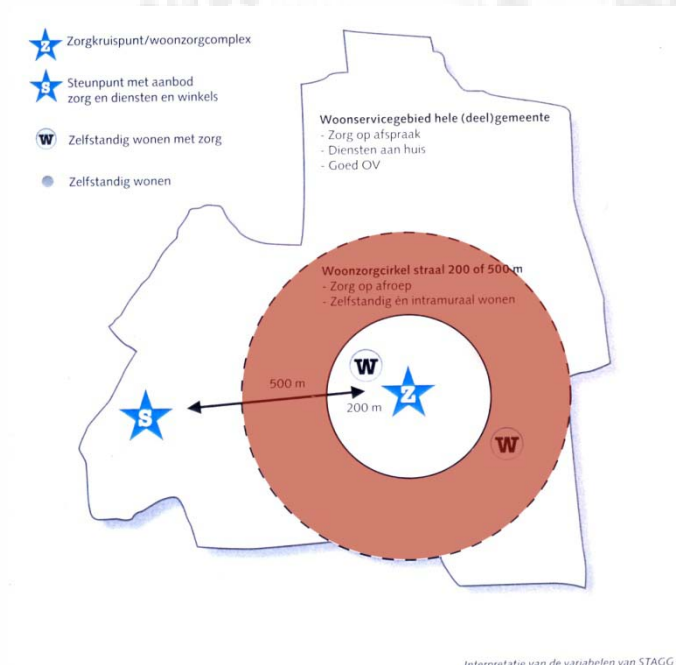 Z
Zorgkruispunt/woonzorgcomplex
S
Steunpunt met aanbod
zorg en diensten en winkels
W
Zelfstandig wonen met zorg
Zelfstandig wonen
Woonservicegebied hele (deel)gemeente
- Zorg op afspraak
- Diensten aan huis
- Goed OV
Woonzorgcirkel straal 200 of 500 m
- Zorg op afroep
- Zelfstandig én intramuraal wonen
W
500 m
Z
200 m
S
W
Interpretatie van de variabelen van STAGG